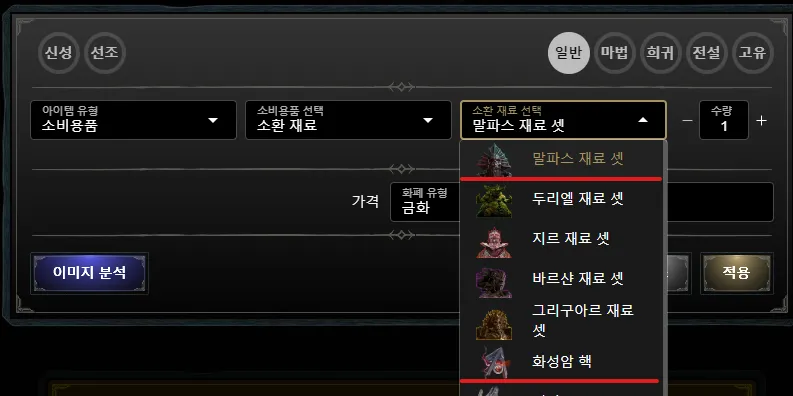 신성
선조
일반
마법
희귀
전설
고유
아이템 유형
소비용품
소비용품 선택
소환 재료
소환 재료 선택
말파스 재료 셋
수량
1
말파스 재료 셋
두리엘 재료 셋
지르 재료 셋
바르샨 재료 셋
그리구아르 재료
셋
화성암 핵
가격
화폐 유형
금화
이미지 분석
적용